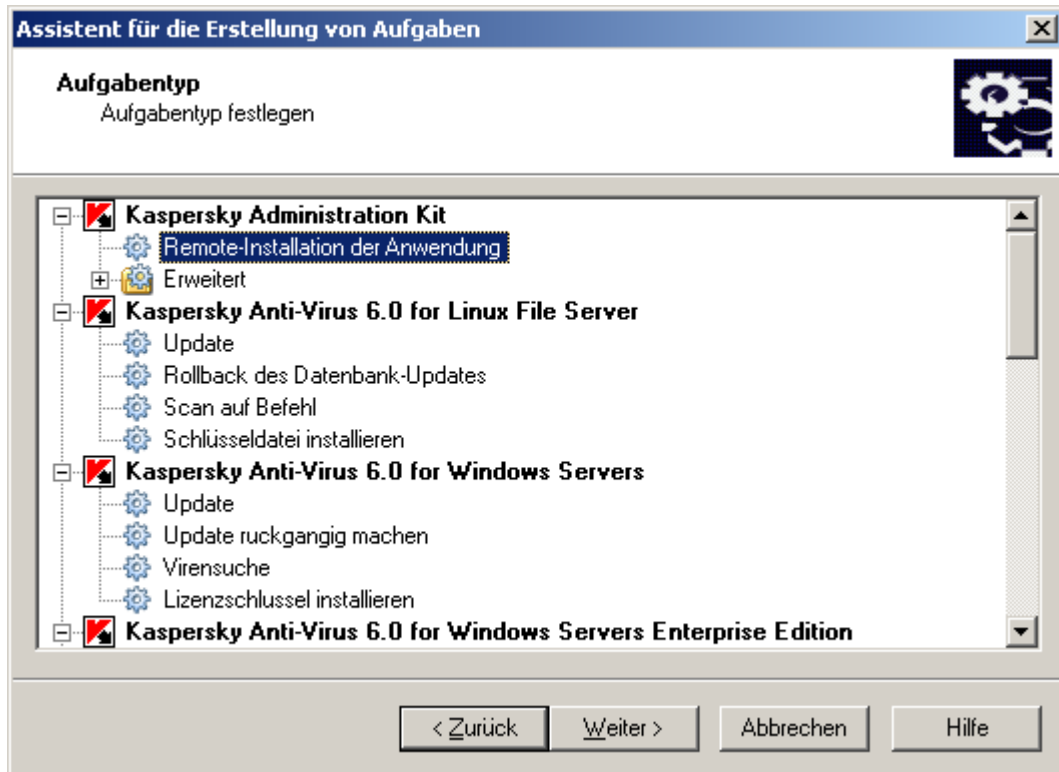 Assistent für die Erstellung von Aufgaben
Aufgabentyp
Aufgabentyp festlegen
Kaspersky Administration Kit
Remote-Installation der Anwendung
Erweitert
Kaspersky Anti-Virus 6.0 for Linux File Server
Update
Rollback des Datenbank-Updates
Scan auf Befehl
Schlüsseldatei installieren
Kaspersky Anti-Virus 6.0 for Windows Servers
Update
Update ruckgangig machen
Virensuche
Lizenzschlussel installieren
Kaspersky Anti-Virus 6.0 for Windows Servers Enterprise Edition
< Zurück Weiter > Abbrechen Hilfe